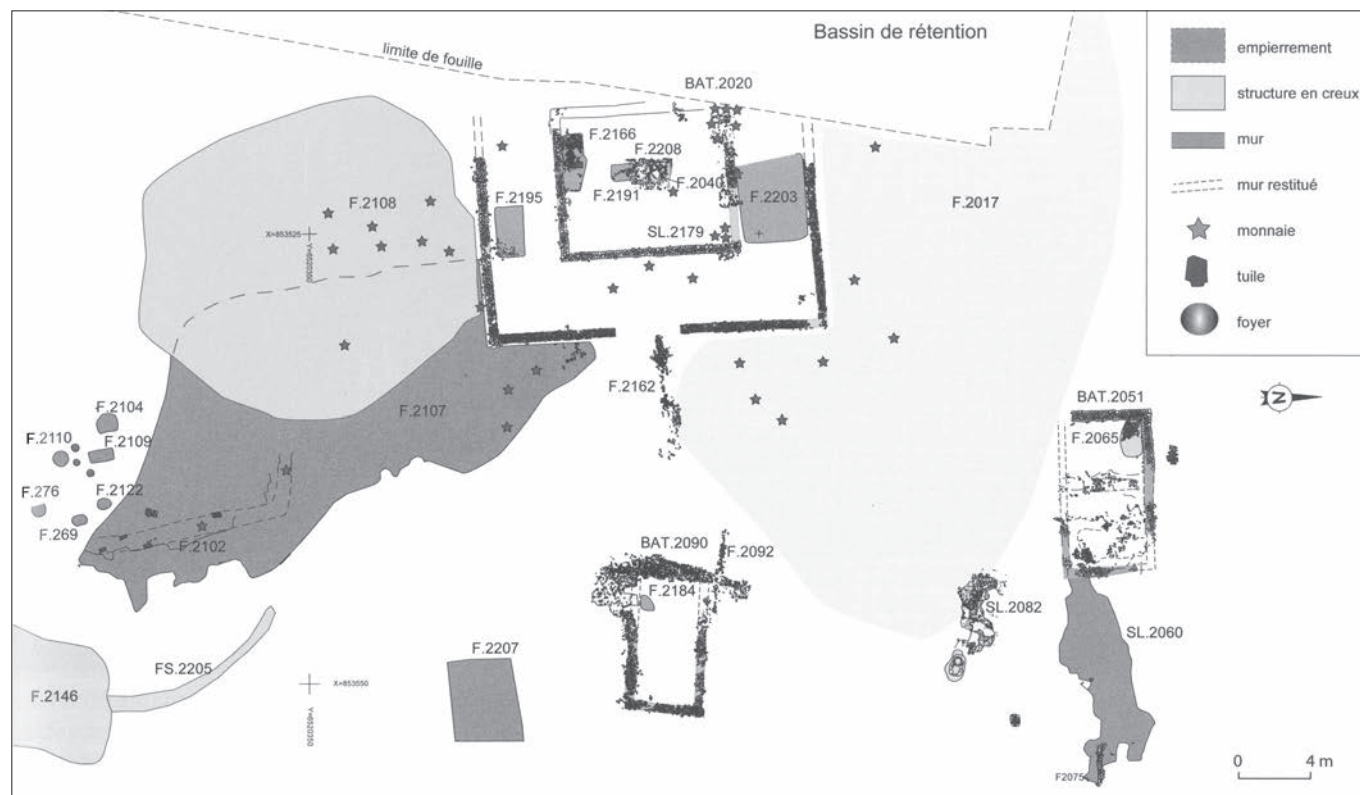 Bassin de rétention
limite de fouille
empierrement
structure en creux
mur
mur restitué
monnaie
tuile
foyer
BAT.2020
F.2166
F.2208
F.2191
F.2040
F.2195
F.2203
F.2017
F.2108
SL.2179
X=853525
Y=6520350
F.2162
F.2107
F.2104
F.2110
F.2109
F.276
F.2122
F.269
F.2102
BAT.2051
F.2065
N
BAT.2090
F.2092
F.2184
SL.2082
SL.2060
FS.2205
F.2207
F.2146
X=853550
Y=6520350
F2075
0 4 m